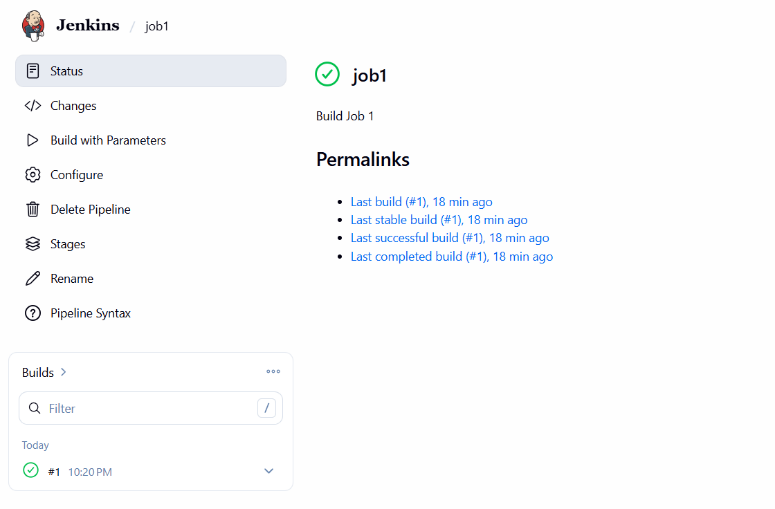 Jenkins / job1
Status
Changes
Build with Parameters
Configure
Delete Pipeline
Stages
Rename
Pipeline Syntax
Builds
Filter /
Today
#1 10:20 PM
job1
Build Job 1
Permalinks
Last build (#1), 18 min ago
Last stable build (#1), 18 min ago
Last successful build (#1), 18 min ago
Last completed build (#1), 18 min ago